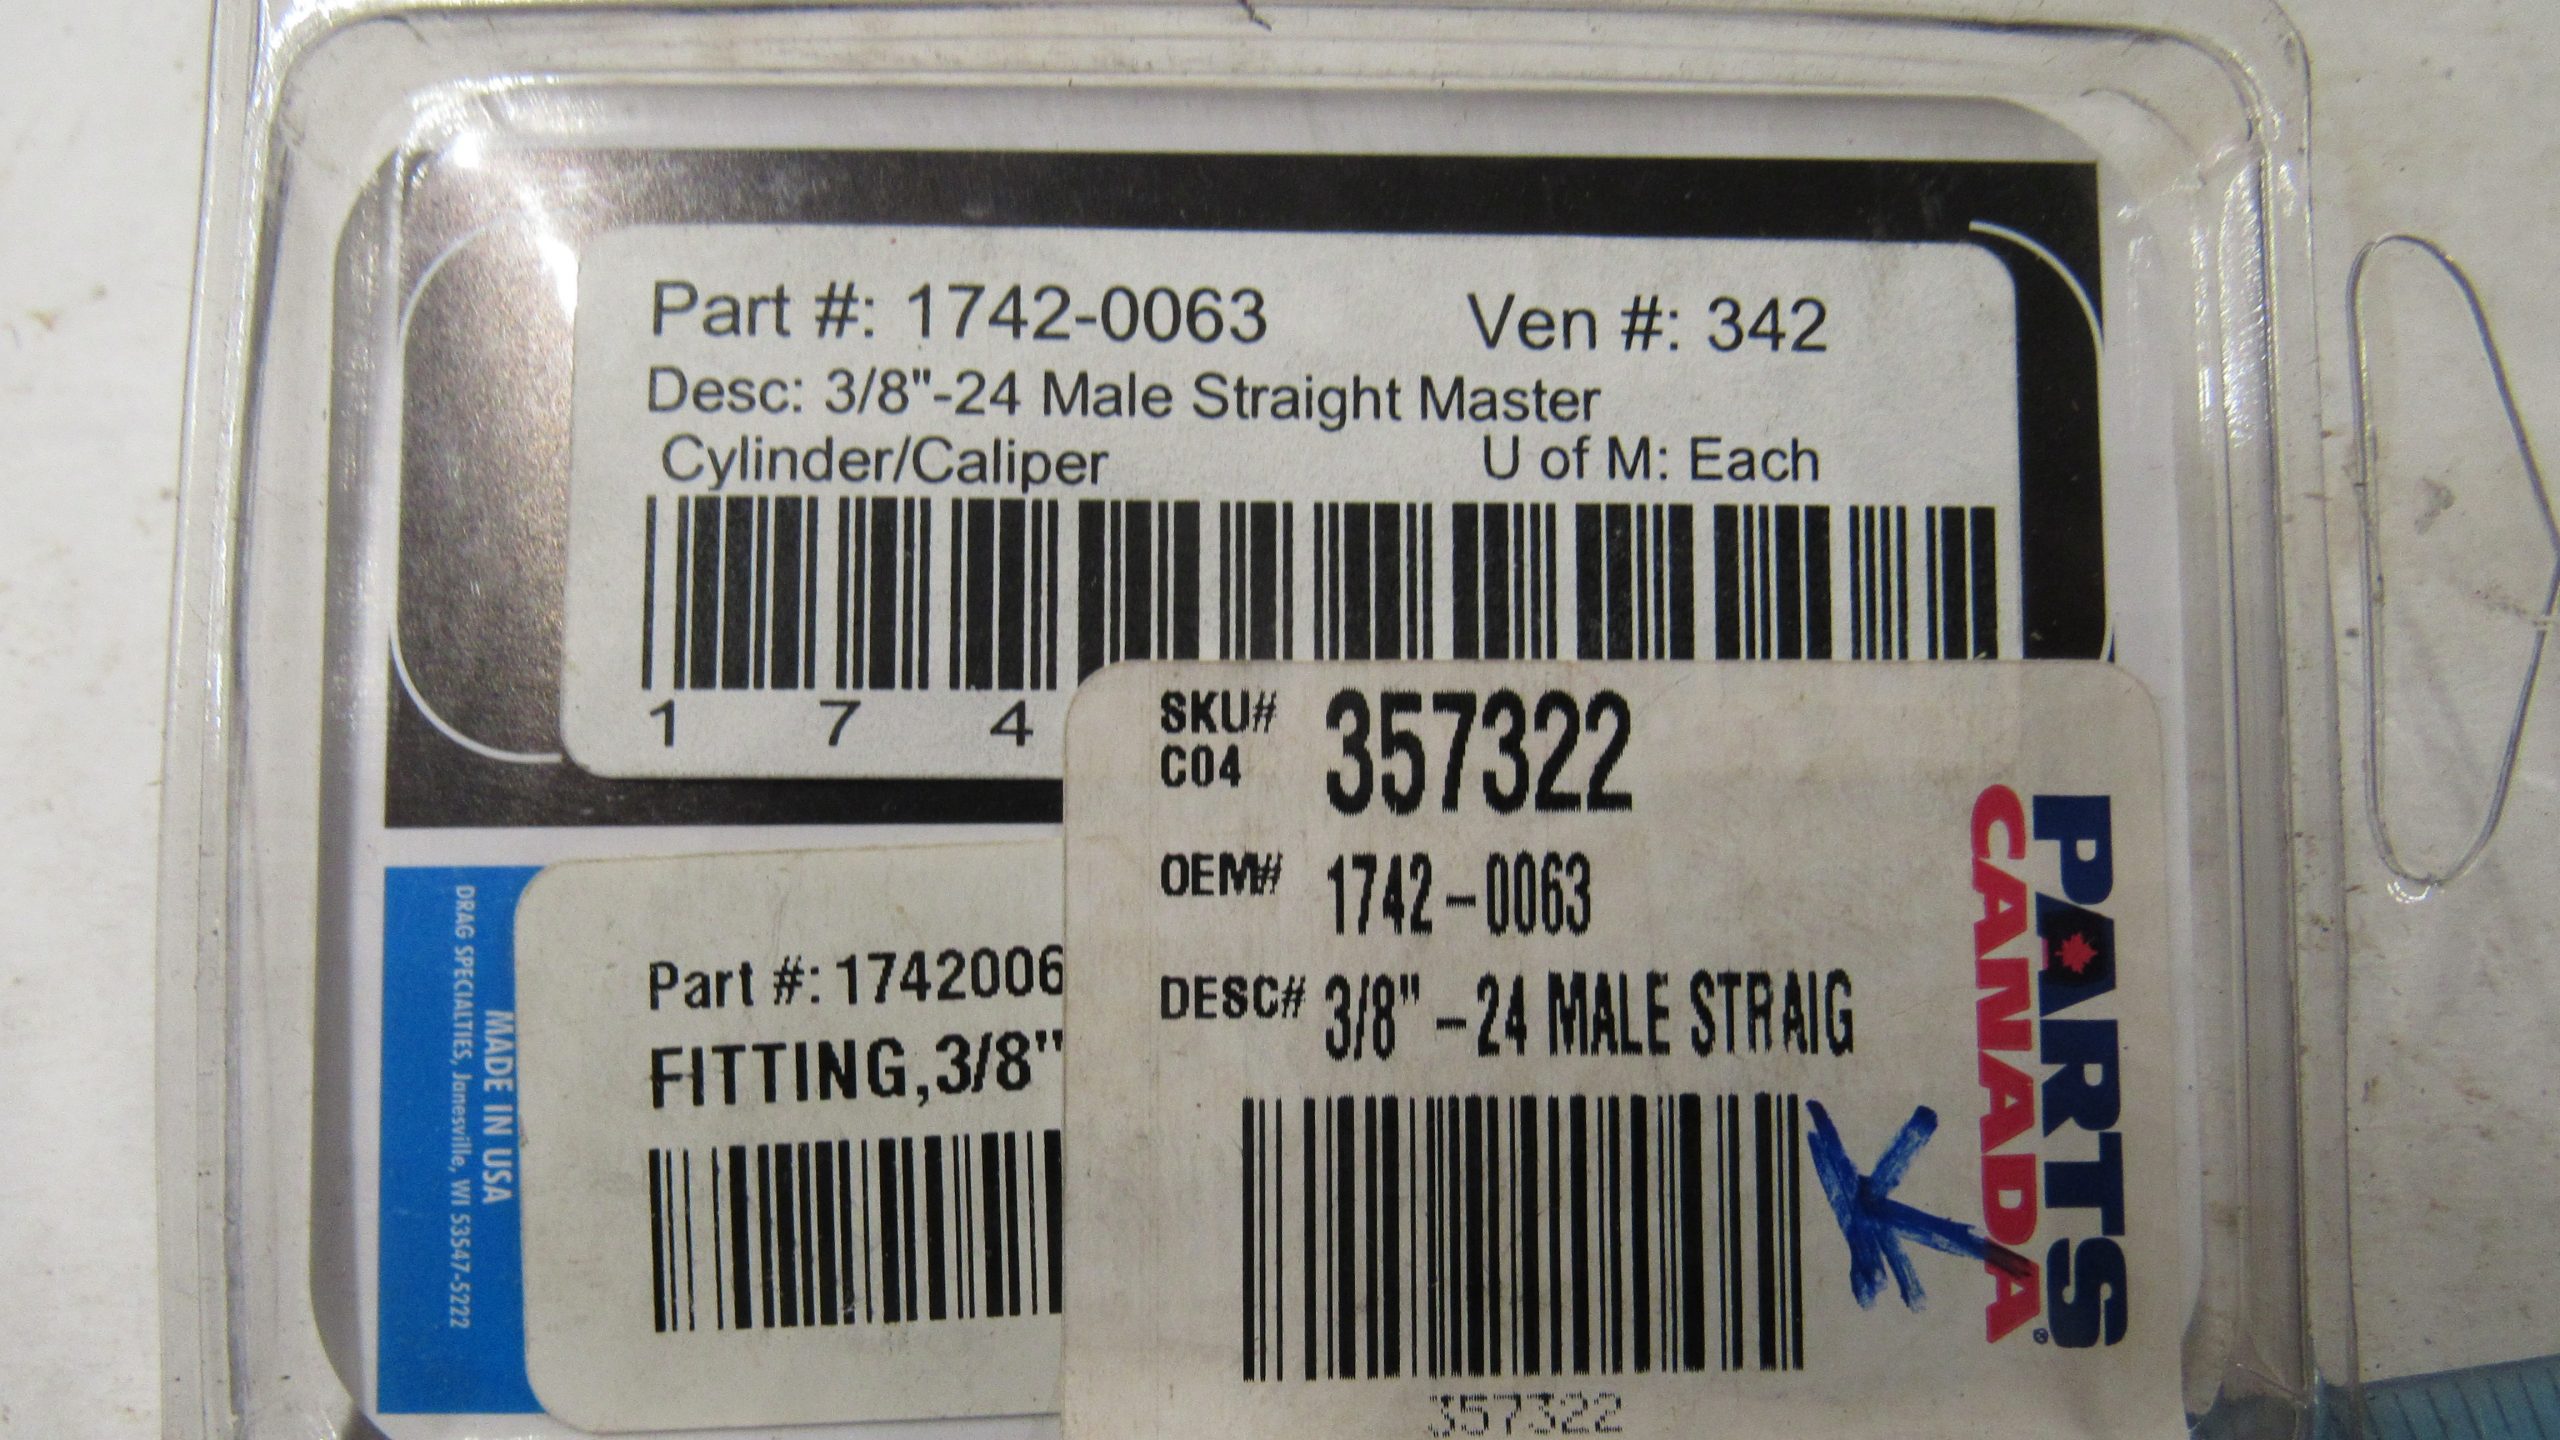 Part #: 1742-0063 Ven #: 342
Desc: 3/8"-24 Male Straight Master
Cylinder/Caliper U of M: Each
1 7 4
SKU# 357322
C04
OEM# 1742-0063
DESC# 3/8" -24 MALE STRAIG
357322
PARTS
CANADA®
Part #: 1742006
FITTING,3/8"
MADE IN USA
DRAG SPECIALTIES, Janesville, WI 53547-5222